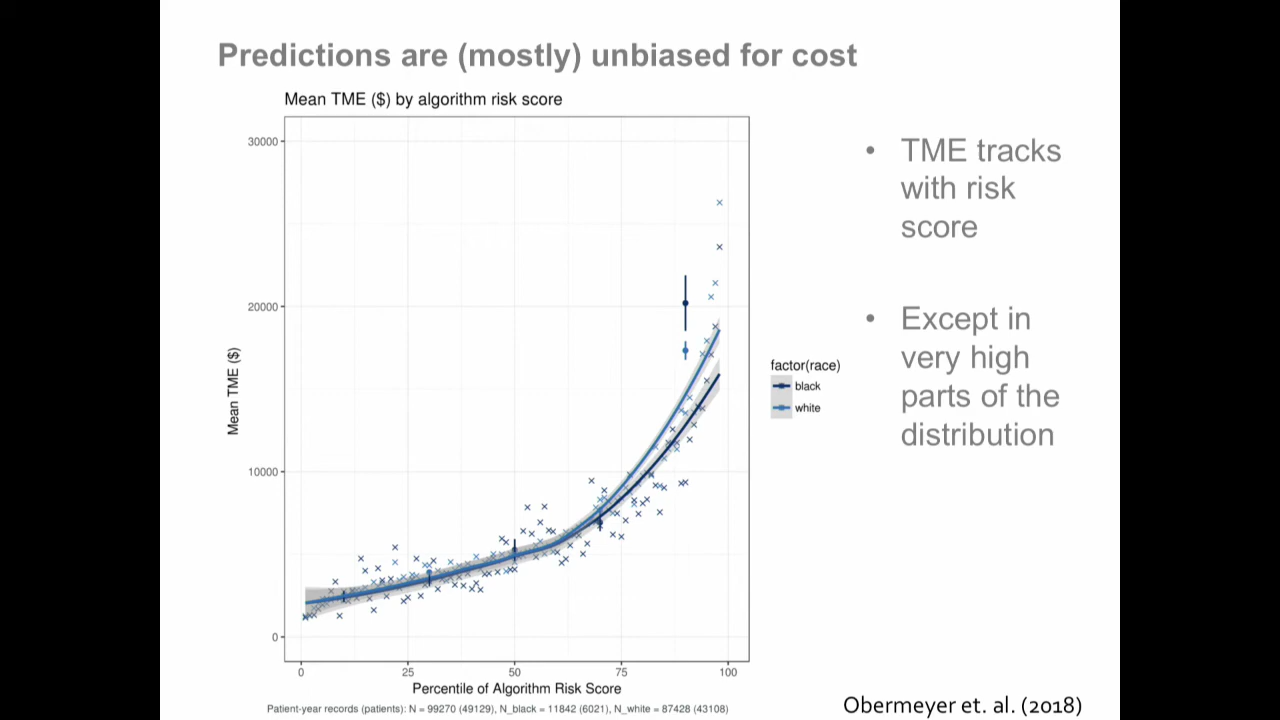 Predictions are (mostly) unbiased for cost
Mean TME ($) by algorithm risk score
30000
20000
10000
0
Mean TME ($)
0 25 50 75 100
Percentile of Algorithm Risk Score
Patient-year records (patients): N = 99270 (49129), N_black = 11842 (6021), N_white = 87428 (43108)
factor(race)
black
white
• TME tracks
with risk
score
• Except in
very high
parts of the
distribution
Obermeyer et. al. (2018)